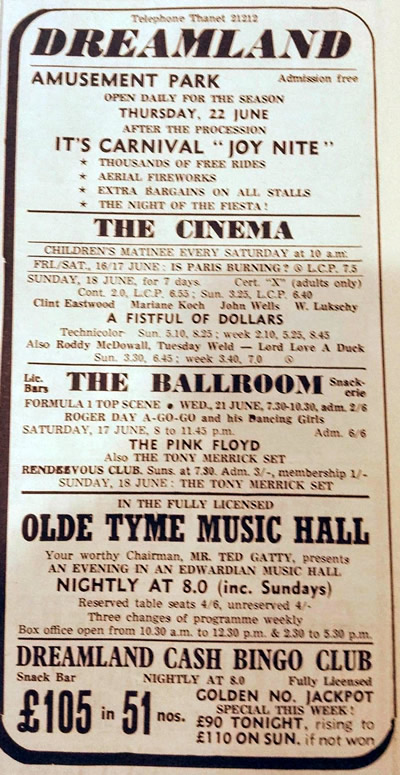 Telephone Thanet 21212
DREAMLAND
AMUSEMENT PARK Admission free
OPEN DAILY FOR THE SEASON
THURSDAY, 22 JUNE
AFTER THE PROCESSION
IT'S CARNIVAL "JOY NITE"
★ THOUSANDS OF FREE RIDES
★ AERIAL FIREWORKS
★ EXTRA BARGAINS ON ALL STALLS
★ THE NIGHT OF THE FIESTA!
THE CINEMA
CHILDREN'S MATINEE EVERY SATURDAY at 10 a.m.
FRI./SAT., 16/17 JUNE: IS PARIS BURNING? Ⓤ L.C.P. 7.5
SUNDAY, 18 JUNE, for 7 days. Cert. "X" (adults only)
Cont. 2.0, L.C.P. 6.55; Sun. 3.25, L.C.P. 6.40
Clint Eastwood Mariane Koch John Wells W. Lukschy
A FISTFUL OF DOLLARS
Technicolor Sun. 5.10, 8.25; week 2.10, 5.25, 8.45
Also Roddy McDowall, Tuesday Weld — Lord Love A Duck
Sun. 3.30, 6.45; week 3.40, 7.0
Lic. Bars THE BALLROOM Snack-erie
FORMULA 1 TOP SCENE ● WED., 21 JUNE, 7.30-10.30, adm. 2/6
ROGER DAY A-GO-GO and his Dancing Girls
SATURDAY, 17 JUNE, 8 to 11.45 p.m. Adm. 6/6
THE PINK FLOYD
Also THE TONY MERRICK SET
RENDEZVOUS CLUB. Suns. at 7.30. Adm. 3/-, membership 1/-
SUNDAY, 18 JUNE: THE TONY MERRICK SET
IN THE FULLY LICENSED
OLDE TYME MUSIC HALL
Your worthy Chairman, MR. TED GATTY, presents
AN EVENING IN AN EDWARDIAN MUSIC HALL
NIGHTLY AT 8.0 (inc. Sundays)
Reserved table seats 4/6, unreserved 4/-
Three changes of programme weekly
Box office open from 10.30 a.m. to 12.30 p.m. & 2.30 to 5.30 p.m.
DREAMLAND CASH BINGO CLUB
Snack Bar NIGHTLY AT 8.0 Fully Licensed
£105 in 51 nos.
GOLDEN NO. JACKPOT
SPECIAL THIS WEEK!
£90 TONIGHT, rising to
£110 ON SUN. if not won